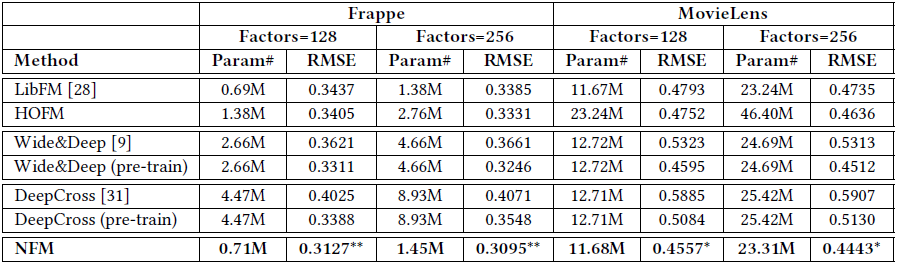 Frappe MovieLens
Factors=128 Factors=256 Factors=128 Factors=256
Method Param# RMSE Param# RMSE Param# RMSE Param# RMSE
LibFM [28] 0.69M 0.3437 1.38M 0.3385 11.67M 0.4793 23.24M 0.4735
HOFM 1.38M 0.3405 2.76M 0.3331 23.24M 0.4752 46.40M 0.4636
Wide&Deep [9] 2.66M 0.3621 4.66M 0.3661 12.72M 0.5323 24.69M 0.5313
Wide&Deep (pre-train) 2.66M 0.3311 4.66M 0.3246 12.72M 0.4595 24.69M 0.4512
DeepCross [31] 4.47M 0.4025 8.93M 0.4071 12.71M 0.5885 25.42M 0.5907
DeepCross (pre-train) 4.47M 0.3388 8.93M 0.3548 12.71M 0.5084 25.42M 0.5130
NFM 0.71M 0.3127** 1.45M 0.3095** 11.68M 0.4557* 23.31M 0.4443*